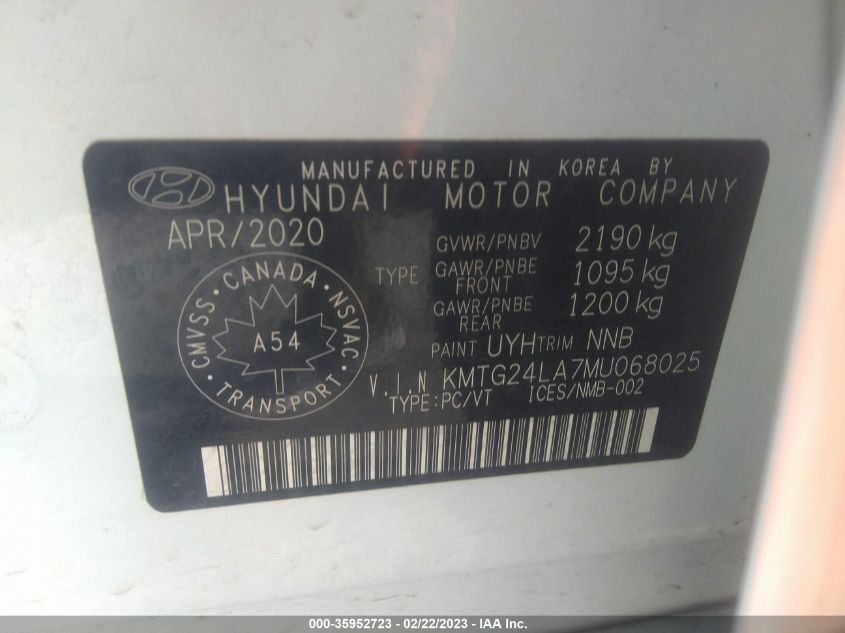 MANUFACTURED IN KOREA BY
HYUNDAI MOTOR COMPANY
APR/2020
GVWR/PNBV 2190 kg
TYPE GAWR/PNBE FRONT 1095 kg
GAWR/PNBE REAR 1200 kg
PAINT UYH TRIM NNB
V.I.N KMTG24LA7MU068025
TYPE:PC/VT ICES/NMB-002
CANADA · NSVAC · TRANSPORT · CMVSS ·
A54
000-35952723 - 02/22/2023 - IAA Inc.